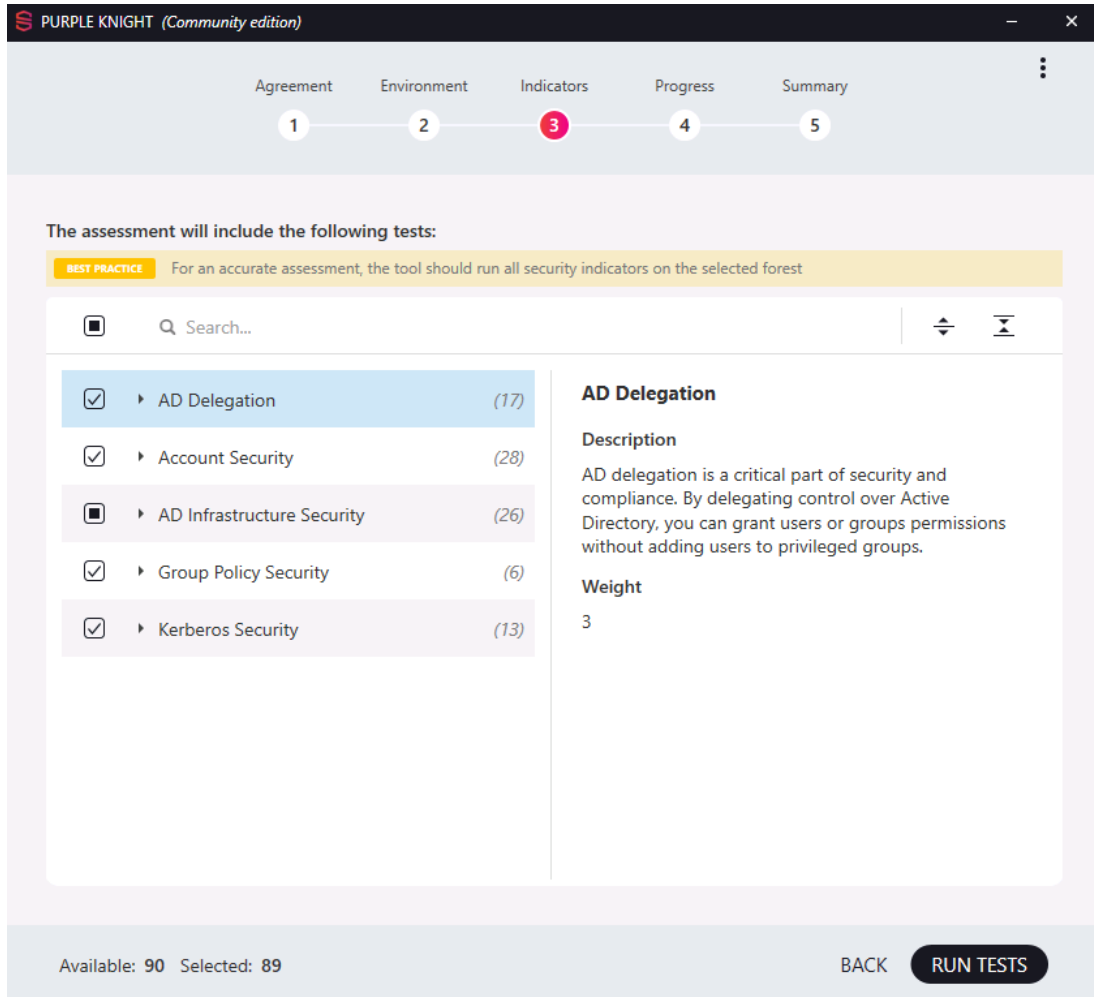 PURPLE KNIGHT (Community edition)
Agreement
Environment
Indicators
Progress
Summary
1
2
3
4
5
The assessment will include the following tests:
BEST PRACTICE For an accurate assessment, the tool should run all security indicators on the selected forest
Search...
AD Delegation (17)
Account Security (28)
AD Infrastructure Security (26)
Group Policy Security (6)
Kerberos Security (13)
AD Delegation
Description
AD delegation is a critical part of security and
compliance. By delegating control over Active
Directory, you can grant users or groups permissions
without adding users to privileged groups.
Weight
3
Available: 90 Selected: 89
BACK
RUN TESTS